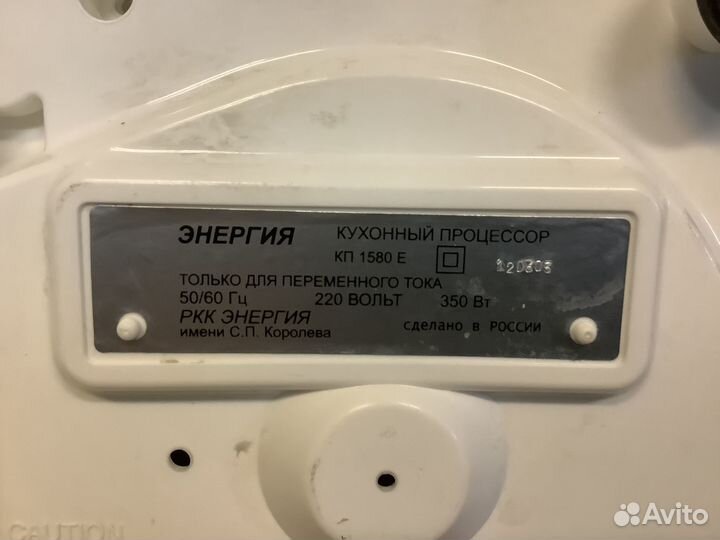 ЭНЕРГИЯ КУХОННЫЙ ПРОЦЕССОР
КП 1580 Е
ТОЛЬКО ДЛЯ ПЕРЕМЕННОГО ТОКА
50/60 Гц 220 ВОЛЬТ 350 Вт
РКК ЭНЕРГИЯ
имени С.П. Королева сделано в РОССИИ
CAUTION
Avito